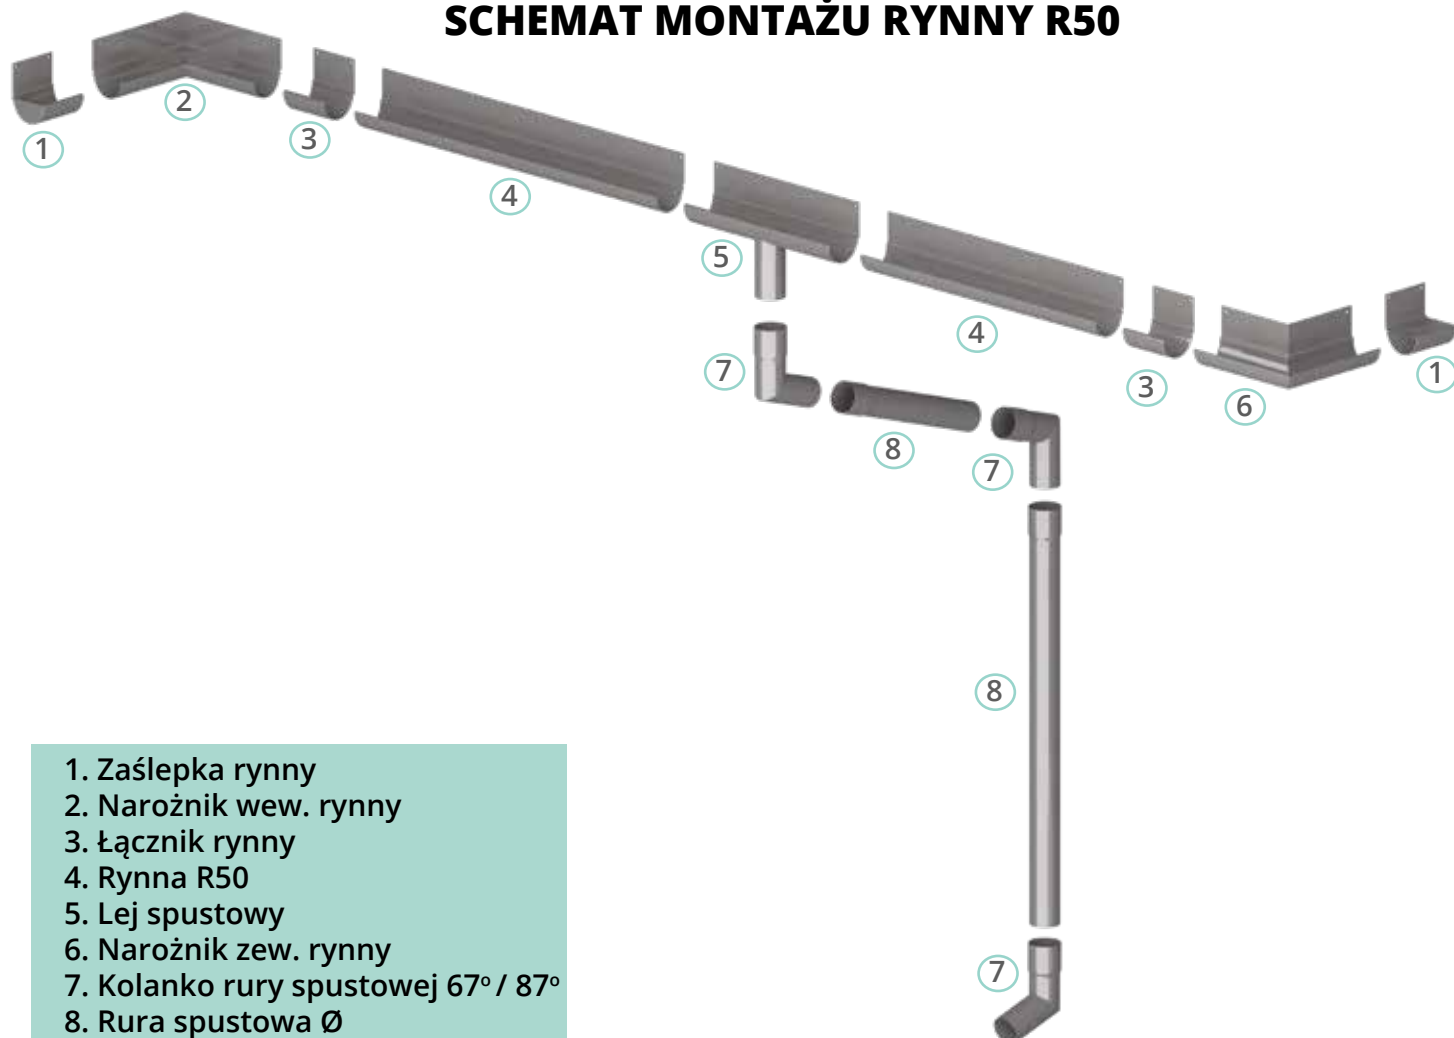 SCHEMAT MONTAŻU RYNNY R50
1
2
3
4
5
4
3
6
1
7
8
7
8
7
1. Zaślepka rynny
2. Narożnik wew. rynny
3. Łącznik rynny
4. Rynna R50
5. Lej spustowy
6. Narożnik zew. rynny
7. Kolanko rury spustowej 67º / 87º
8. Rura spustowa Ø